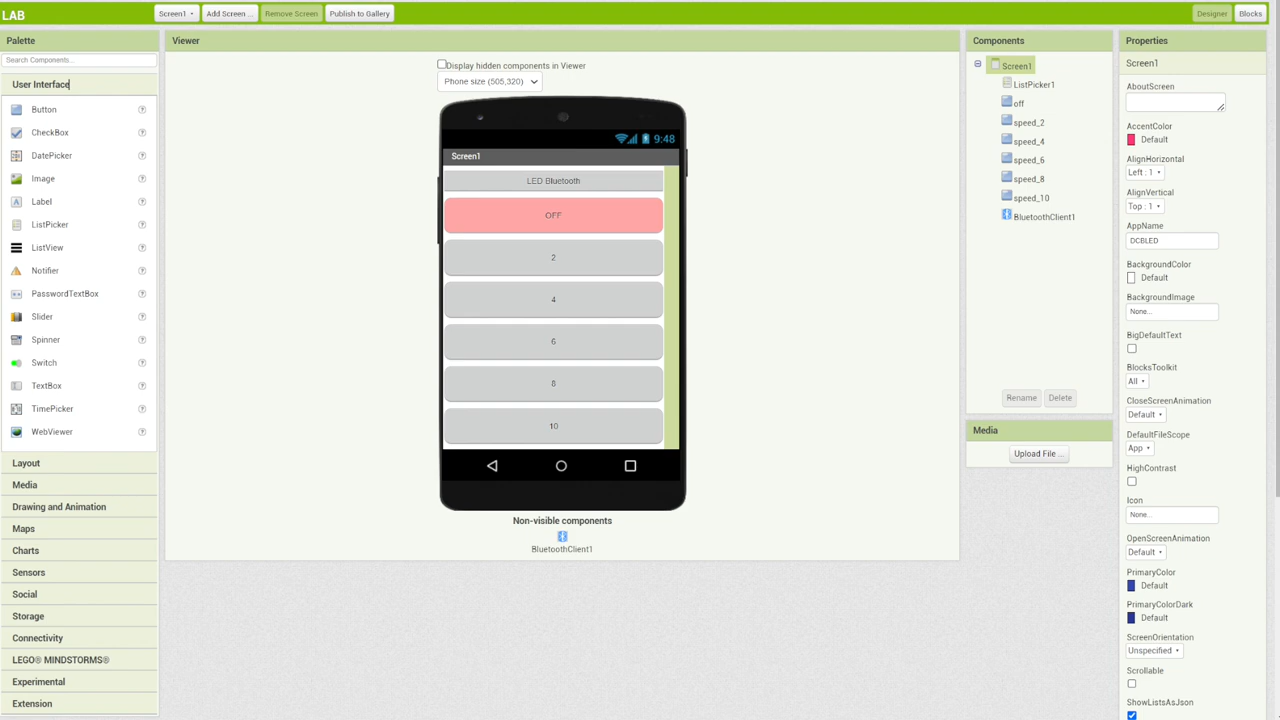 LAB
Screen1
Add Screen ...
Remove Screen
Publish to Gallery
Designer
Blocks
Palette
Search Components...
User Interface
Button
CheckBox
DatePicker
Image
Label
ListPicker
ListView
Notifier
PasswordTextBox
Slider
Spinner
Switch
TextBox
TimePicker
WebViewer
Layout
Media
Drawing and Animation
Maps
Charts
Sensors
Social
Storage
Connectivity
LEGO® MINDSTORMS®
Experimental
Extension
Viewer
Display hidden components in Viewer
Phone size (505,320)
9:48
Screen1
LED Bluetooth
OFF
2
4
6
8
10
Non-visible components
BluetoothClient1
Components
Screen1
ListPicker1
off
speed_2
speed_4
speed_6
speed_8
speed_10
BluetoothClient1
Rename
Delete
Media
Upload File ...
Properties
Screen1
AboutScreen
AccentColor
Default
AlignHorizontal
Left : 1
AlignVertical
Top : 1
AppName
DCBLED
BackgroundColor
Default
BackgroundImage
None...
BigDefaultText
BlocksToolkit
All
CloseScreenAnimation
Default
DefaultFileScope
App
HighContrast
Icon
None...
OpenScreenAnimation
Default
PrimaryColor
Default
PrimaryColorDark
Default
ScreenOrientation
Unspecified
Scrollable
ShowListsAsJson